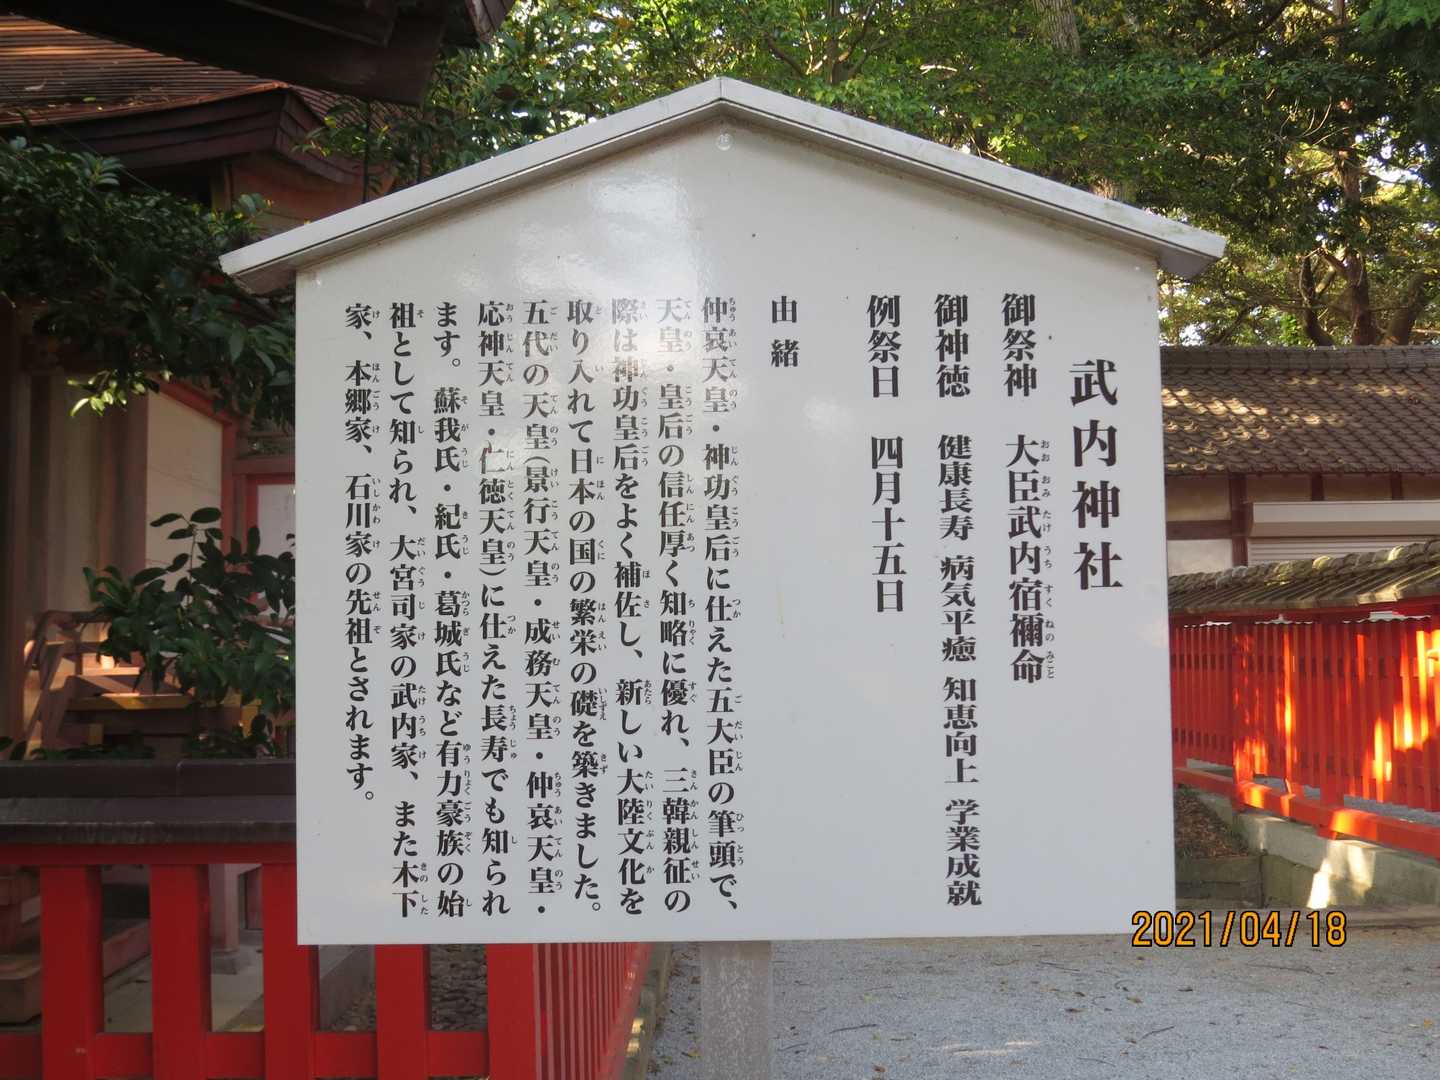 武内神社
御祭神　大臣武内宿禰命
御神徳　健康長寿　病気平癒　知恵向上　学業成就
例祭日　四月十五日
由緒
仲哀天皇・神功皇后に仕えた五大臣の筆頭で、
天皇・皇后の信任厚く知略に優れ、三韓親征の
際は神功皇后をよく補佐し、新しい大陸文化を
取り入れて日本の国の繁栄の礎を築きました。
五代の天皇（景行天皇・成務天皇・仲哀天皇・
応神天皇・仁徳天皇）に仕えた長寿でも知られ
ます。蘇我氏・紀氏・葛城氏など有力豪族の始
祖として知られ、大宮司家の武内家、また木下
家、本郷家、石川家の先祖とされます。
2021/04/18